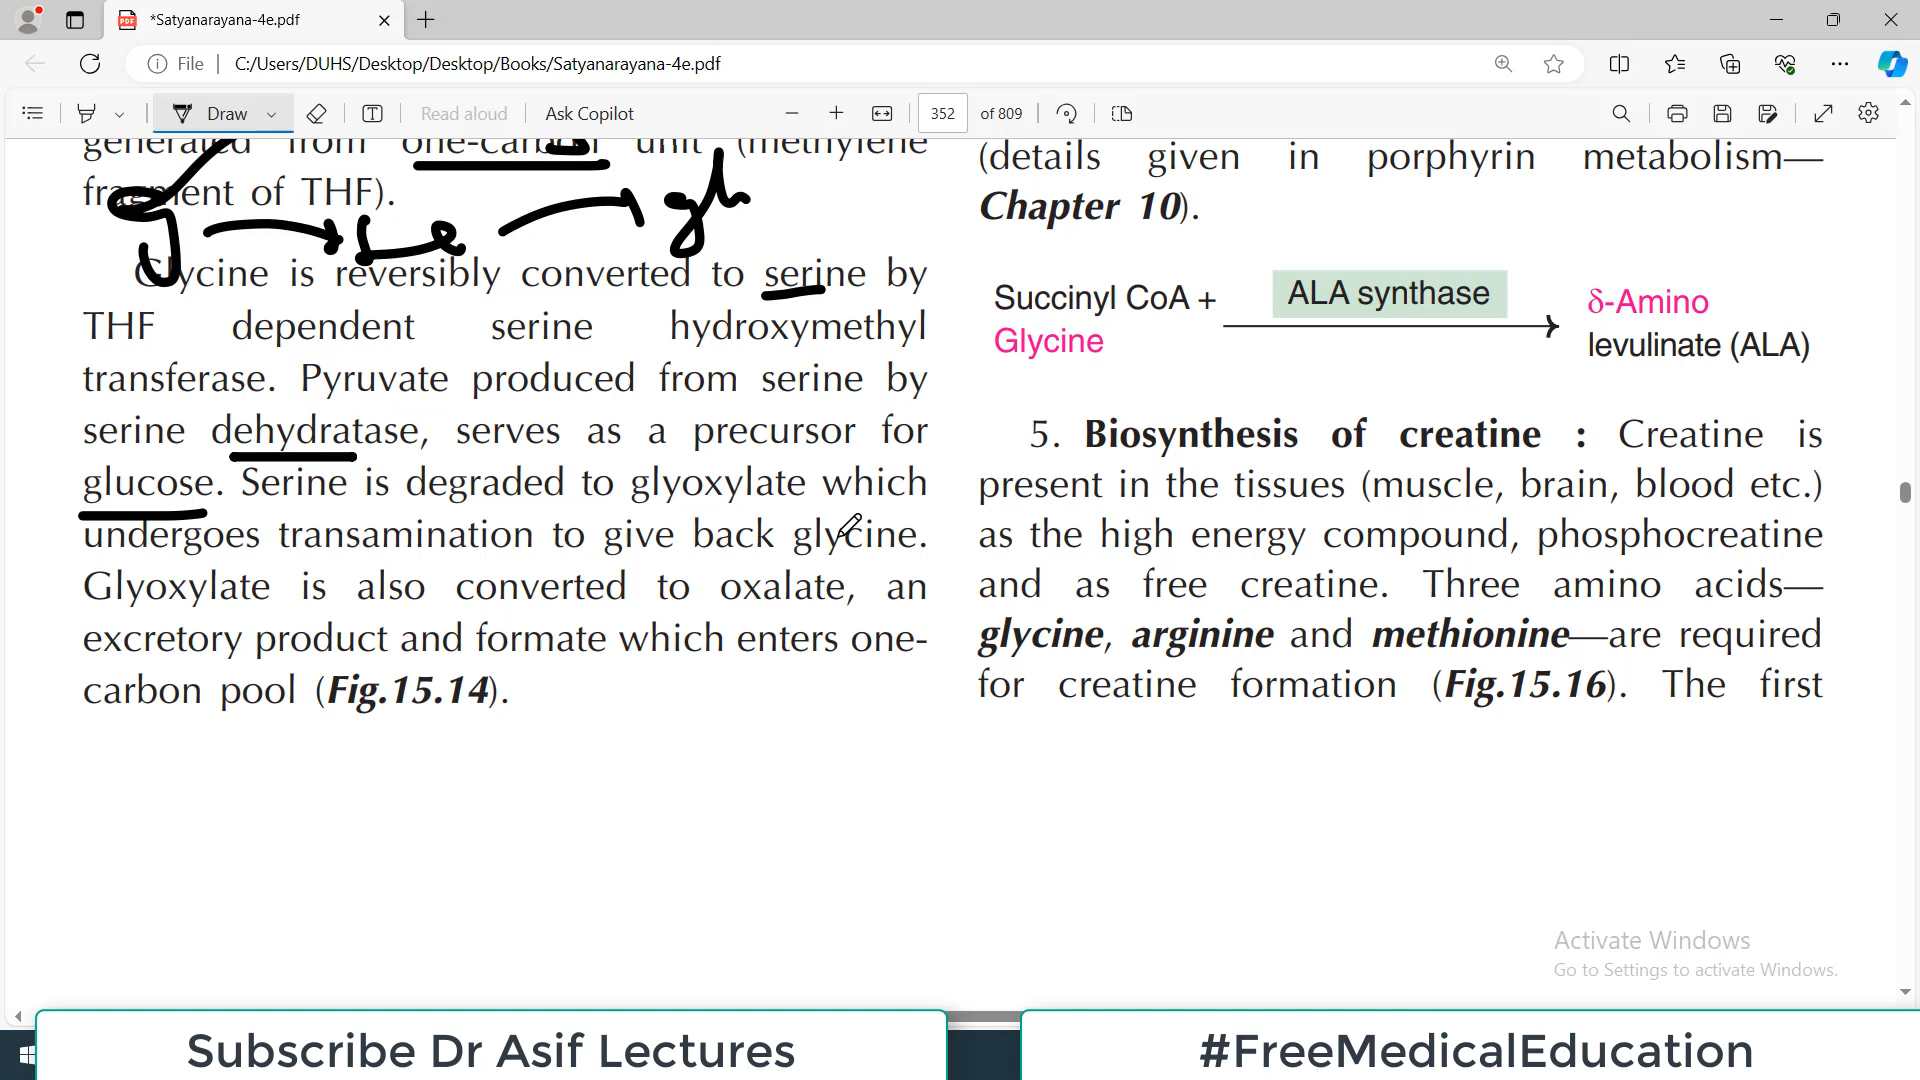 *Satyanarayana-4e.pdf
File
C:/Users/DUHS/Desktop/Desktop/Books/Satyanarayana-4e.pdf
Draw
Read aloud
Ask Copilot
352 of 809
generated from one-carbon unit (methylene
fragment of THF).
Glycine is reversibly converted to serine by
THF dependent serine hydroxymethyl
transferase. Pyruvate produced from serine by
serine dehydratase, serves as a precursor for
glucose. Serine is degraded to glyoxylate which
undergoes transamination to give back glycine.
Glyoxylate is also converted to oxalate, an
excretory product and formate which enters one-
carbon pool (Fig.15.14).
(details given in porphyrin metabolism—
Chapter 10).
Succinyl CoA +
Glycine
ALA synthase
δ-Amino
levulinate (ALA)
5. Biosynthesis of creatine : Creatine is
present in the tissues (muscle, brain, blood etc.)
as the high energy compound, phosphocreatine
and as free creatine. Three amino acids—
glycine, arginine and methionine—are required
for creatine formation (Fig.15.16). The first
Activate Windows
Go to Settings to activate Windows.
Subscribe Dr Asif Lectures
#FreeMedicalEducation